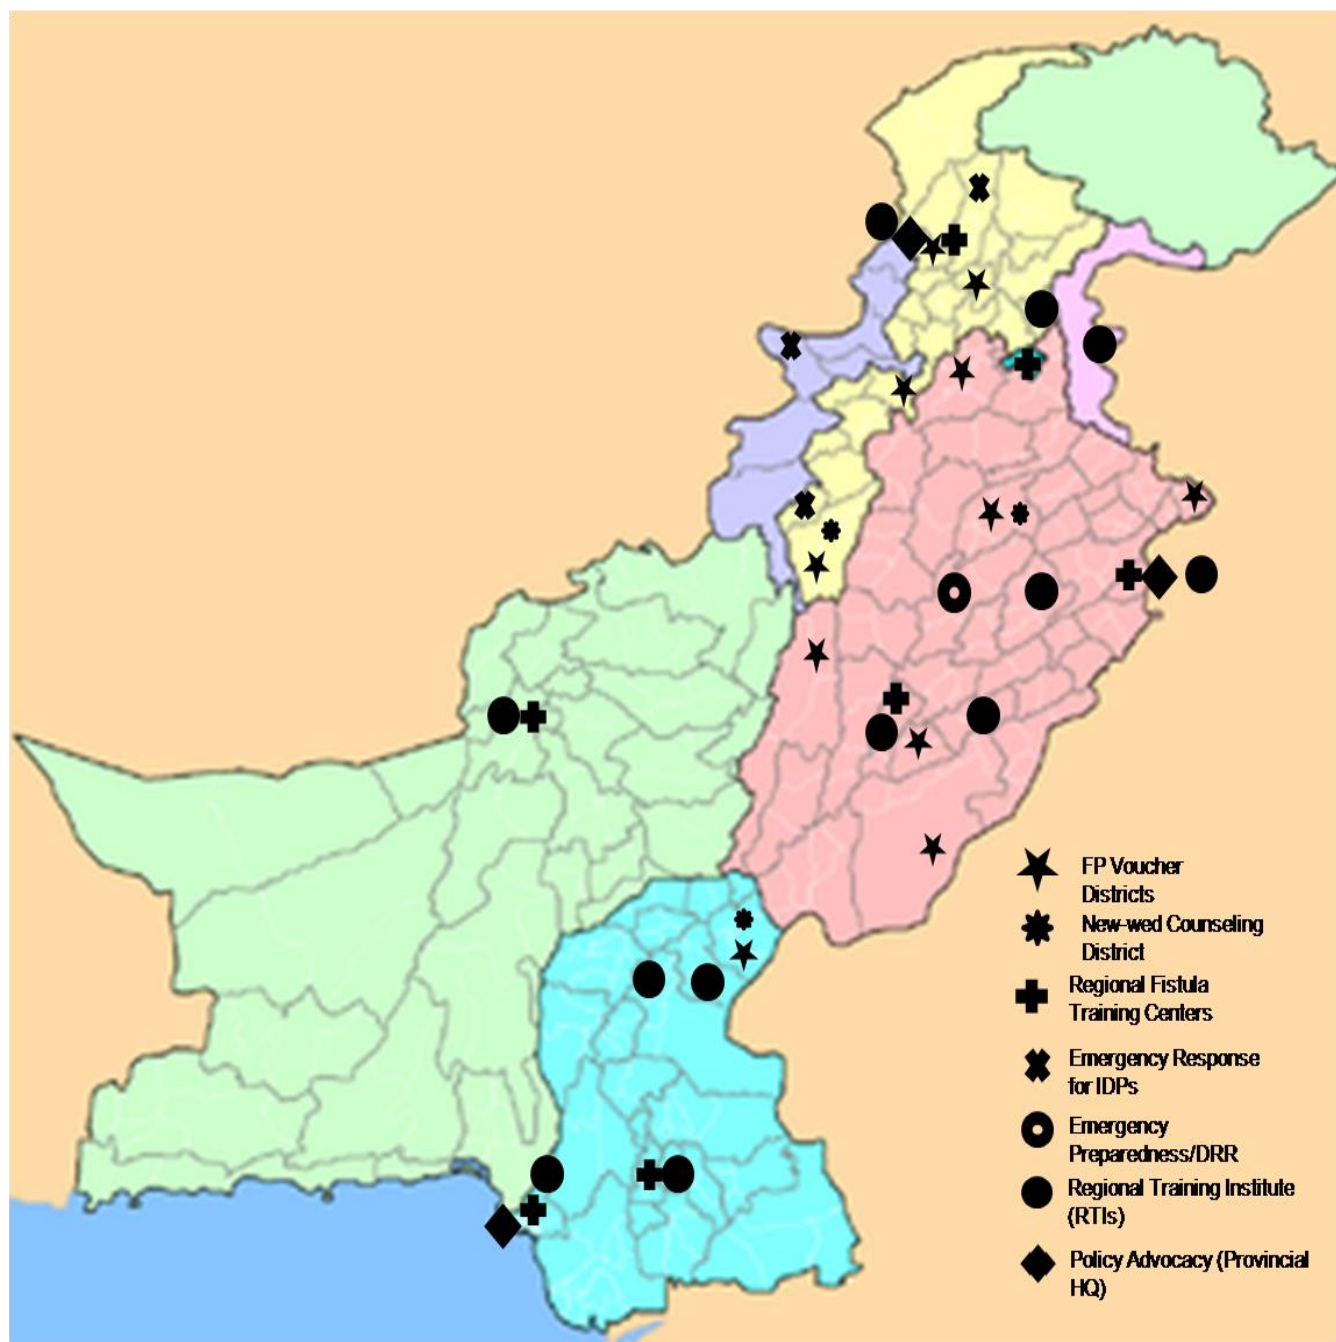 FP Voucher
Districts
New-wed Counseling
District
Regional Fistula
Training Centers
Emergency Response
for IDPs
Emergency
Preparedness/DRR
Regional Training Institute
(RTIs)
Policy Advocacy (Provincial
HQ)